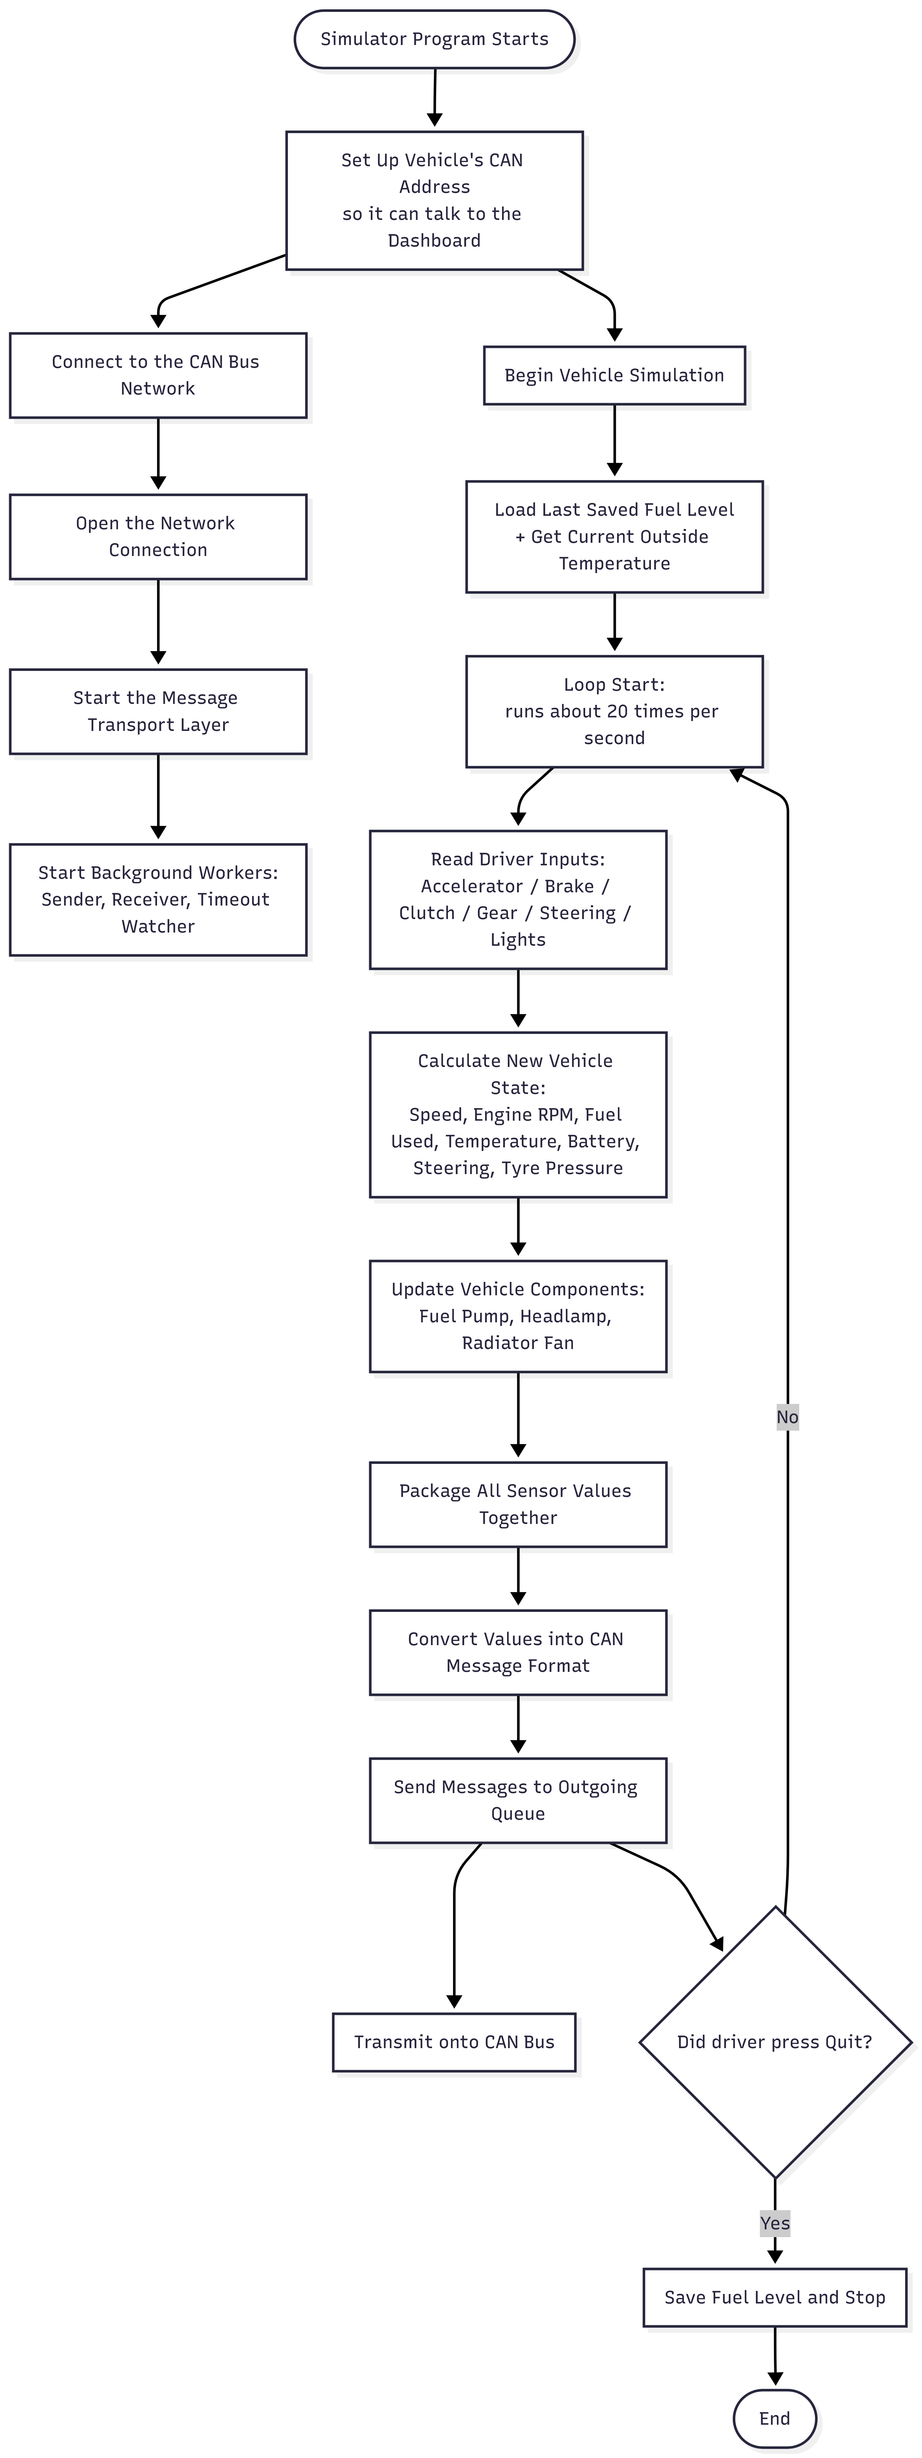 Simulator Program Starts
Set Up Vehicle's CAN
Address
so it can talk to the
Dashboard
Connect to the CAN Bus
Network
Begin Vehicle Simulation
Open the Network
Connection
Load Last Saved Fuel Level
+ Get Current Outside
Temperature
Start the Message
Transport Layer
Loop Start:
runs about 20 times per
second
Start Background Workers:
Sender, Receiver, Timeout
Watcher
Read Driver Inputs:
Accelerator / Brake /
Clutch / Gear / Steering /
Lights
Calculate New Vehicle
State:
Speed, Engine RPM, Fuel
Used, Temperature, Battery,
Steering, Tyre Pressure
Update Vehicle Components:
Fuel Pump, Headlamp,
Radiator Fan
No
Package All Sensor Values
Together
Convert Values into CAN
Message Format
Send Messages to Outgoing
Queue
Transmit onto CAN Bus
Did driver press Quit?
Yes
Save Fuel Level and Stop
End